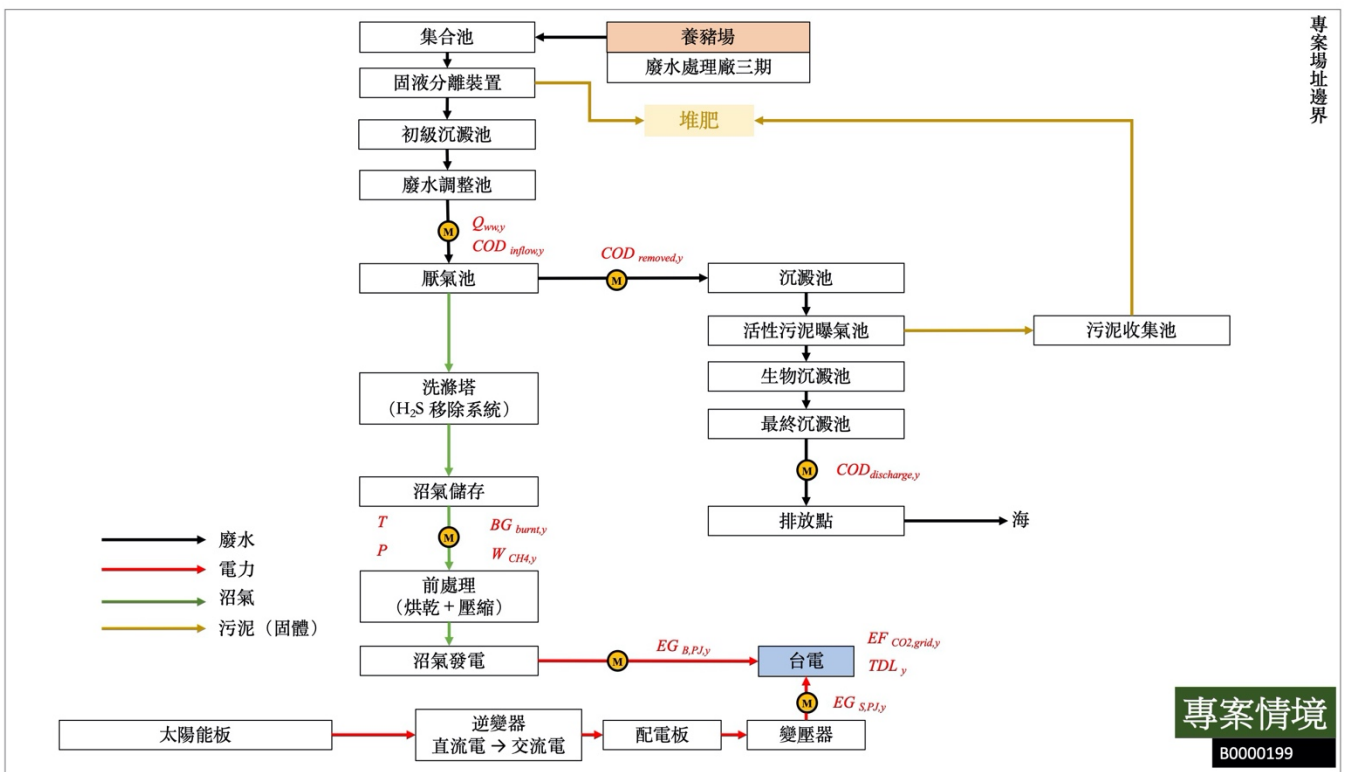 專案場址邊界
集合池
養豬場
廢水處理廠三期
固液分離裝置
堆肥
初級沉澱池
廢水調整池
M
Q ww,y
COD inflow,y
COD removed,y
厭氣池
M
沉澱池
活性污泥曝氣池
污泥收集池
生物沉澱池
洗滌塔
(H₂S 移除系統)
最終沉澱池
M
COD discharge,y
沼氣儲存
排放點
海
T
BG burnt,y
M
P
W CH4,y
廢水
電力
沼氣
污泥(固體)
前處理
(烘乾 + 壓縮)
沼氣發電
M
EG B,PJ,y
台電
EF CO2,grid,y
TDL y
M
EG S,PJ,y
太陽能板
逆變器
直流電 → 交流電
配電板
變壓器
專案情境
B0000199